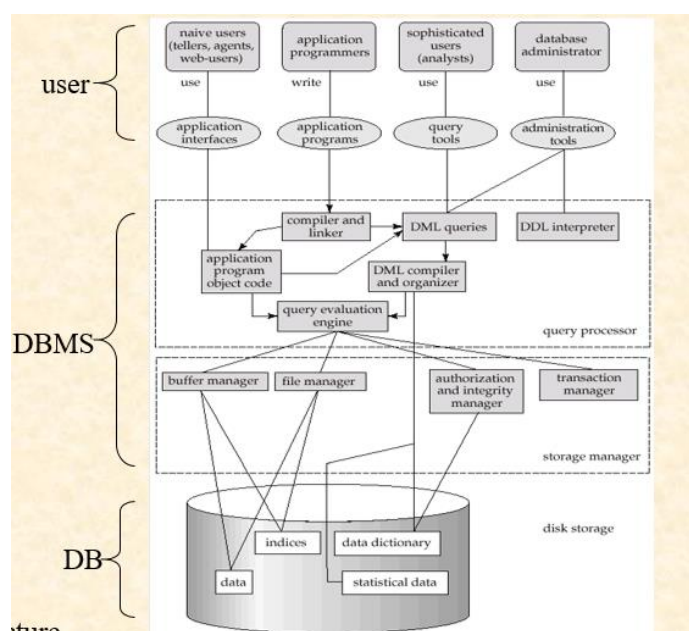 naive users
(tellers, agents,
web-users)
application
programmers
sophisticated
users
(analysts)
database
administrator
user
use
write
use
use
application
interfaces
application
programs
query
tools
administration
tools
compiler and
linker
DML queries
DDL interpreter
application
program
object code
DML compiler
and organizer
query evaluation
engine
query processor
DBMS
buffer manager
file manager
authorization
and integrity
manager
transaction
manager
storage manager
disk storage
indices
data dictionary
DB
data
statistical data